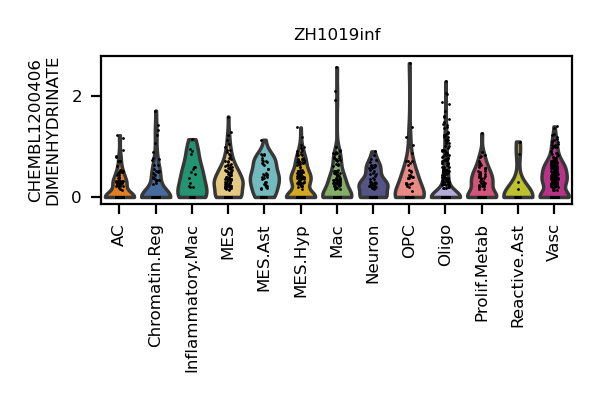 ZH1019inf
CHEMBL1200406
DIMENHYDRINATE
2
0
AC
Chromatin.Reg
Inflammatory.Mac
MES
MES.Ast
MES.Hyp
Mac
Neuron
OPC
Oligo
Prolif.Metab
Reactive.Ast
Vasc